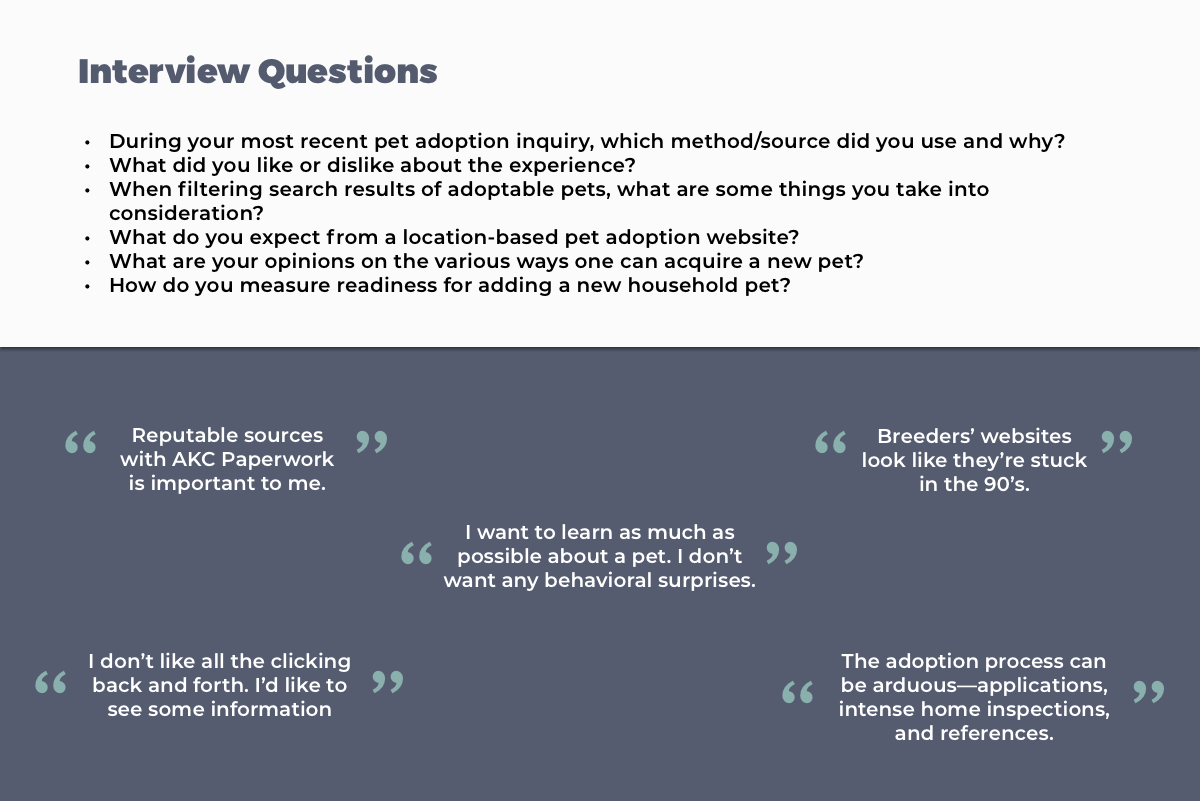 Interview Questions
• During your most recent pet adoption inquiry, which method/source did you use and why?
• What did you like or dislike about the experience?
• When filtering search results of adoptable pets, what are some things you take into
consideration?
• What do you expect from a location-based pet adoption website?
• What are your opinions on the various ways one can acquire a new pet?
• How do you measure readiness for adding a new household pet?
“ Reputable sources ”
with AKC Paperwork
is important to me.
“ Breeders’ websites ”
look like they’re stuck
in the 90’s.
I want to learn as much as
“ possible about a pet. I don’t ”
want any behavioral surprises.
I don’t like all the clicking
“ back and forth. I’d like to ”
see some information
The adoption process can
“ be arduous—applications, ”
intense home inspections,
and references.